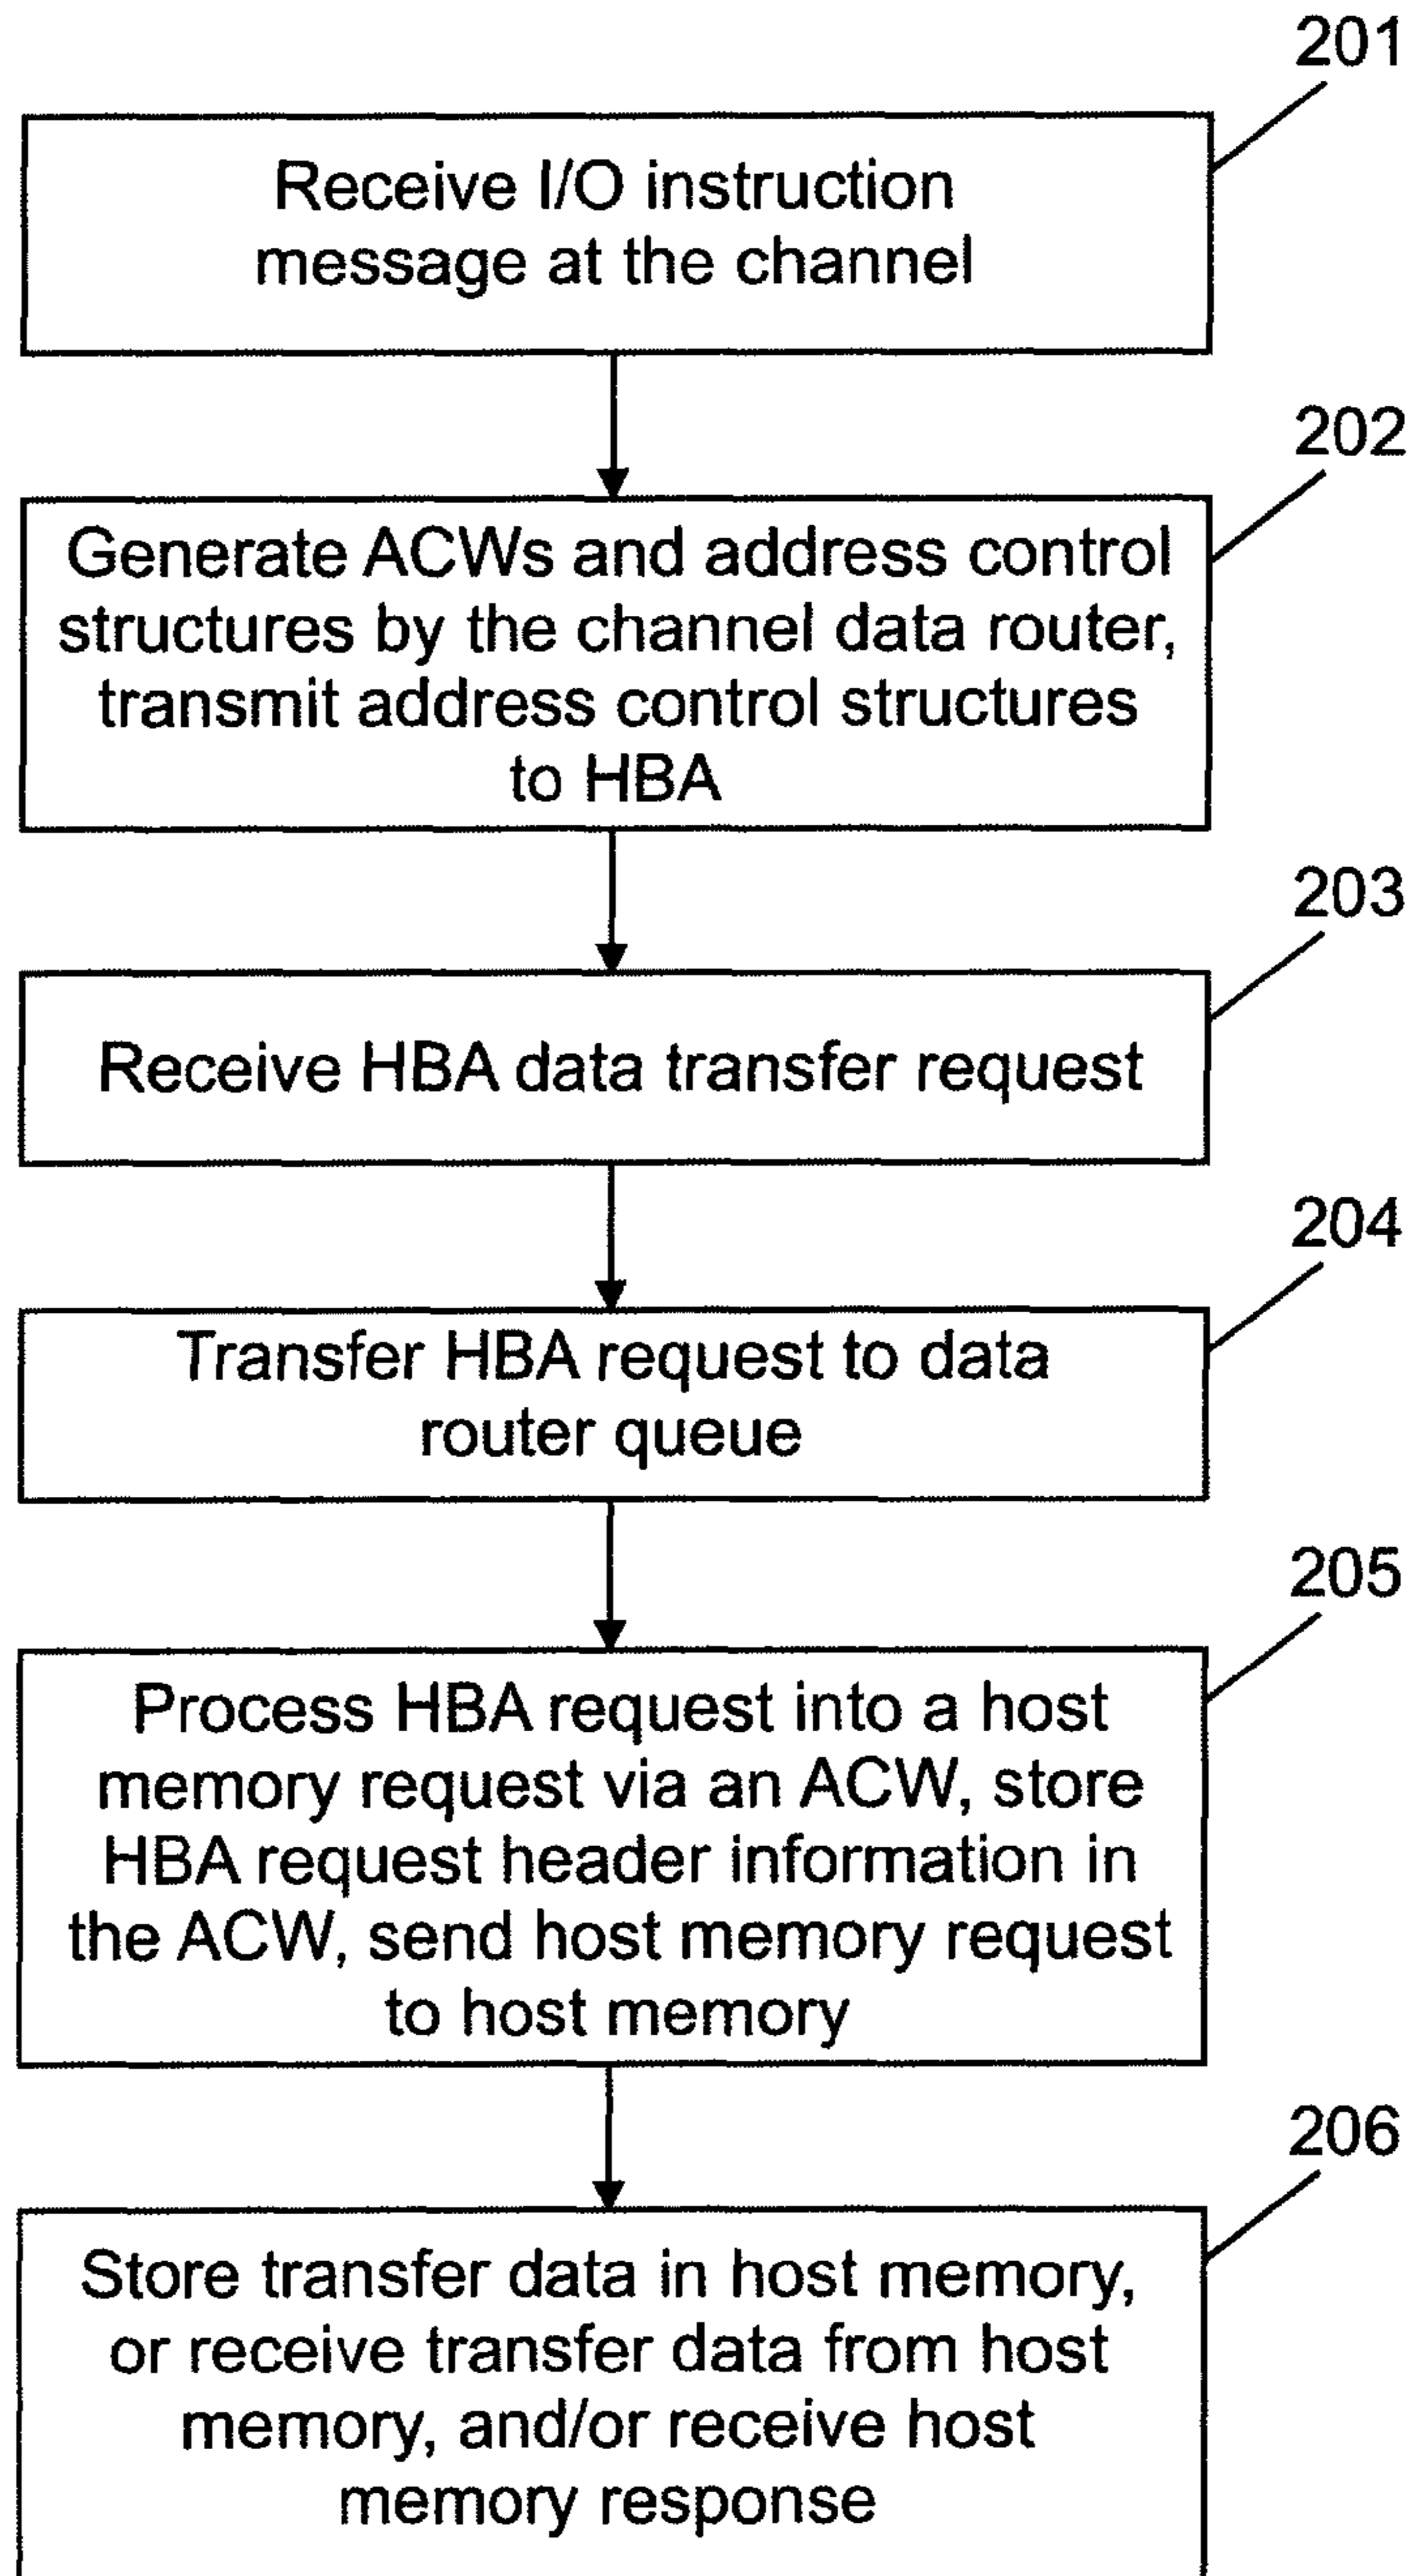 201
Receive I/O instruction
message at the channel
202
Generate ACWs and address control
structures by the channel data router,
transmit address control structures
to HBA
203
Receive HBA data transfer request
204
Transfer HBA request to data
router queue
205
Process HBA request into a host
memory request via an ACW, store
HBA request header information in
the ACW, send host memory request
to host memory
206
Store transfer data in host memory,
or receive transfer data from host
memory, and/or receive host
memory response